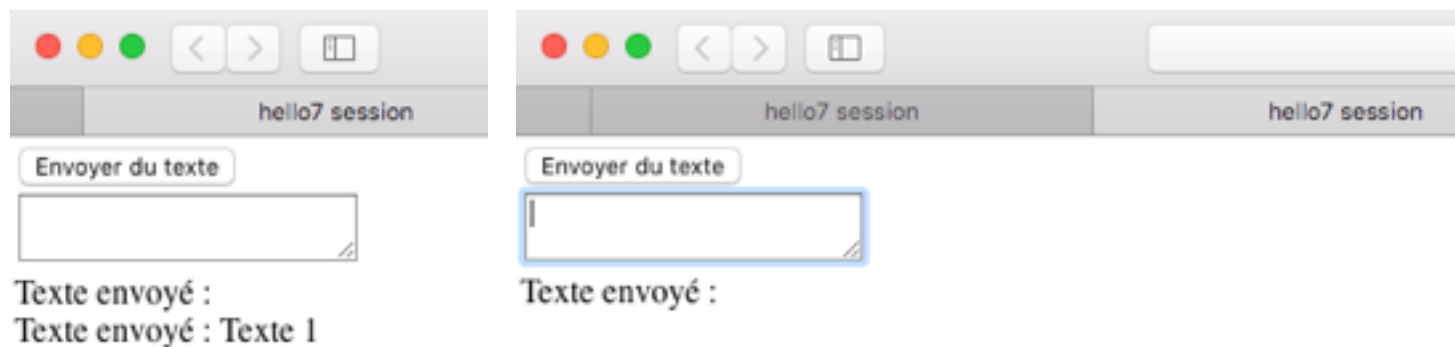 hello7 session
Envoyer du texte
Texte envoyé :
Texte envoyé : Texte 1
hello7 session
hello7 session
Envoyer du texte
Texte envoyé :